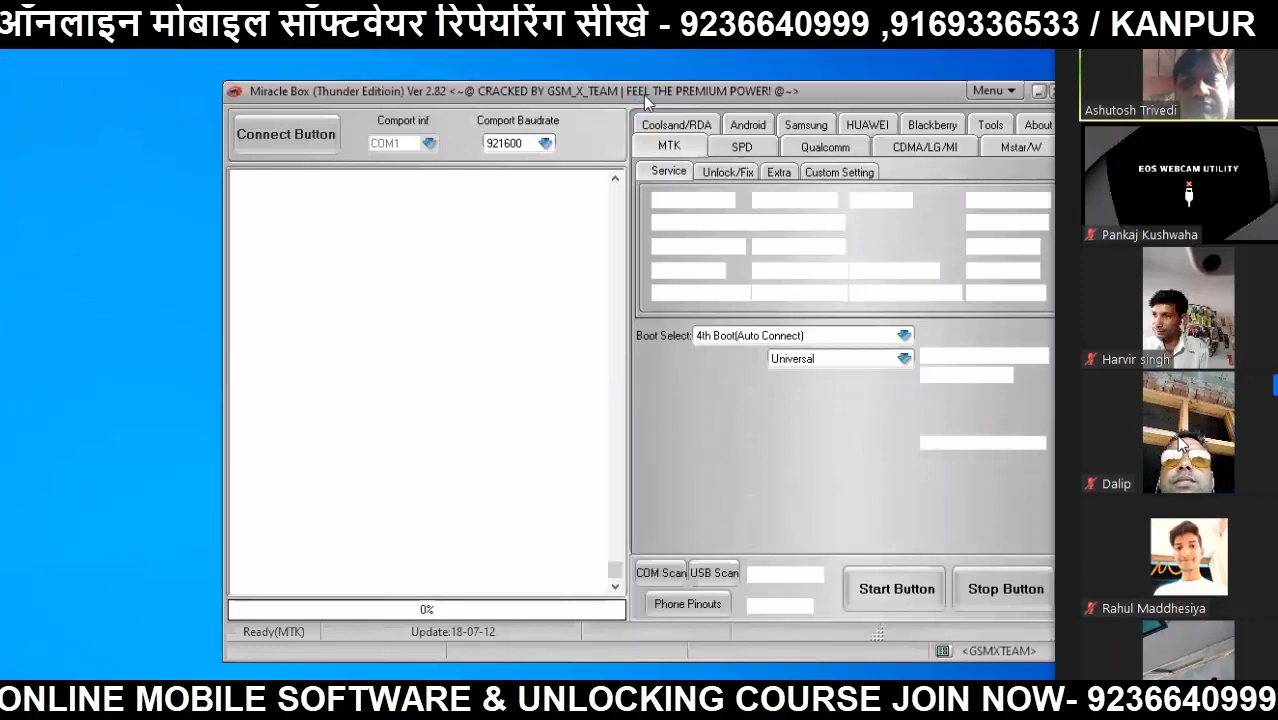 ऑनलाइन मोबाइल सॉफ्टवेयर रिपेयरिंग सीखे - 9236640999 ,9169336533 / KANPUR
Miracle Box (Thunder Editioin) Ver 2.82 <~@ CRACKED BY GSM_X_TEAM | FEEL THE PREMIUM POWER! @~>
Menu
Connect Button
Comport inf
Comport Baudrate
COM1
921600
Coolsand/RDA
Android
Samsung
HUAWEI
Blackberry
Tools
About
MTK
SPD
Qualcomm
CDMA/LG/MI
Mstar/W
Service
Unlock/Fix
Extra
Custom Setting
Boot Select:
4th Boot(Auto Connect)
Universal
COM Scan
USB Scan
Phone Pinouts
Start Button
Stop Button
0%
Ready(MTK)
Update:18-07-12
<GSMXTEAM>
Ashutosh Trivedi
EOS WEBCAM UTILITY
Pankaj Kushwaha
Harvir singh
Dalip
Rahul Maddhesiya
ONLINE MOBILE SOFTWARE & UNLOCKING COURSE JOIN NOW- 9236640999